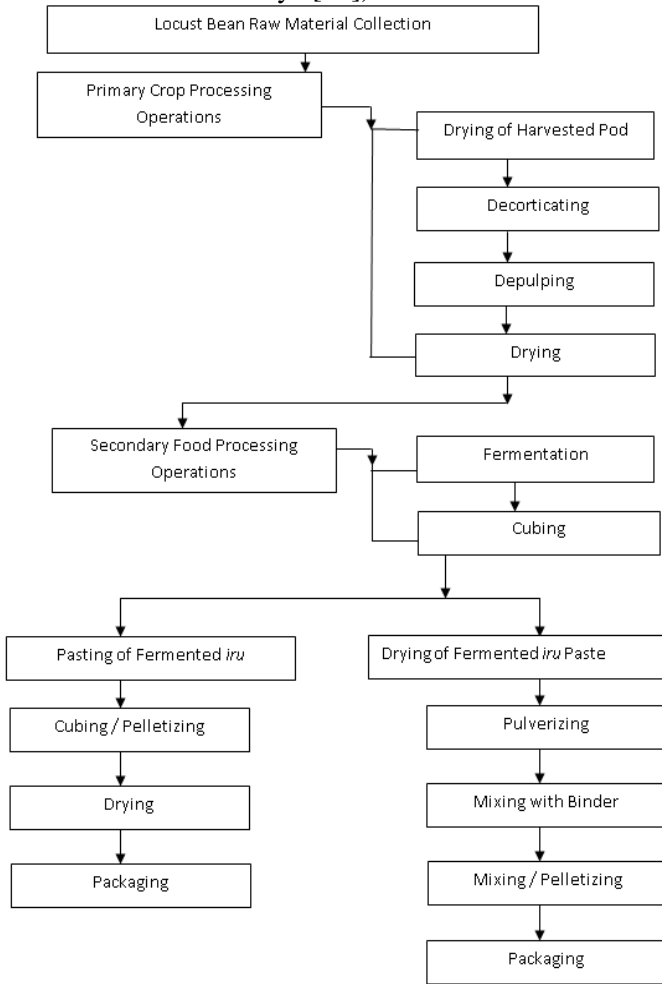 Locust Bean Raw Material Collection
Primary Crop Processing
Operations
Drying of Harvested Pod
Decorticating
Depulping
Drying
Secondary Food Processing
Operations
Fermentation
Cubing
Pasting of Fermented iru
Cubing / Pelletizing
Drying
Packaging
Drying of Fermented iru Paste
Pulverizing
Mixing with Binder
Mixing / Pelletizing
Packaging